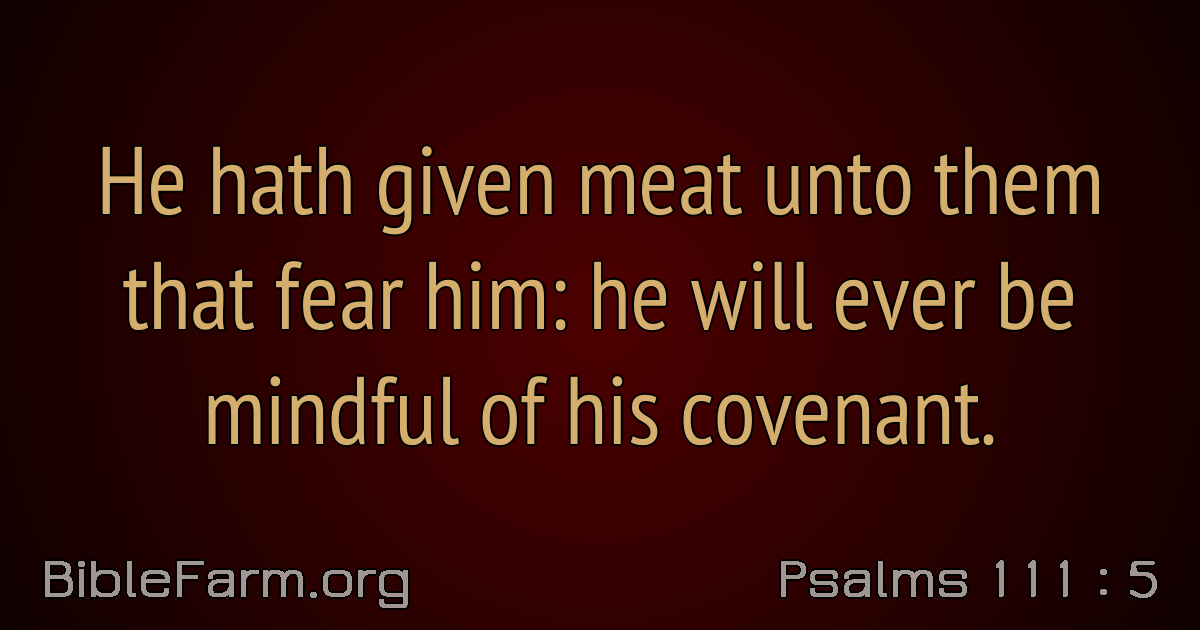 He hath given meat unto them
that fear him: he will ever be
mindful of his covenant.
BibleFarm.org
Psalms 111 : 5